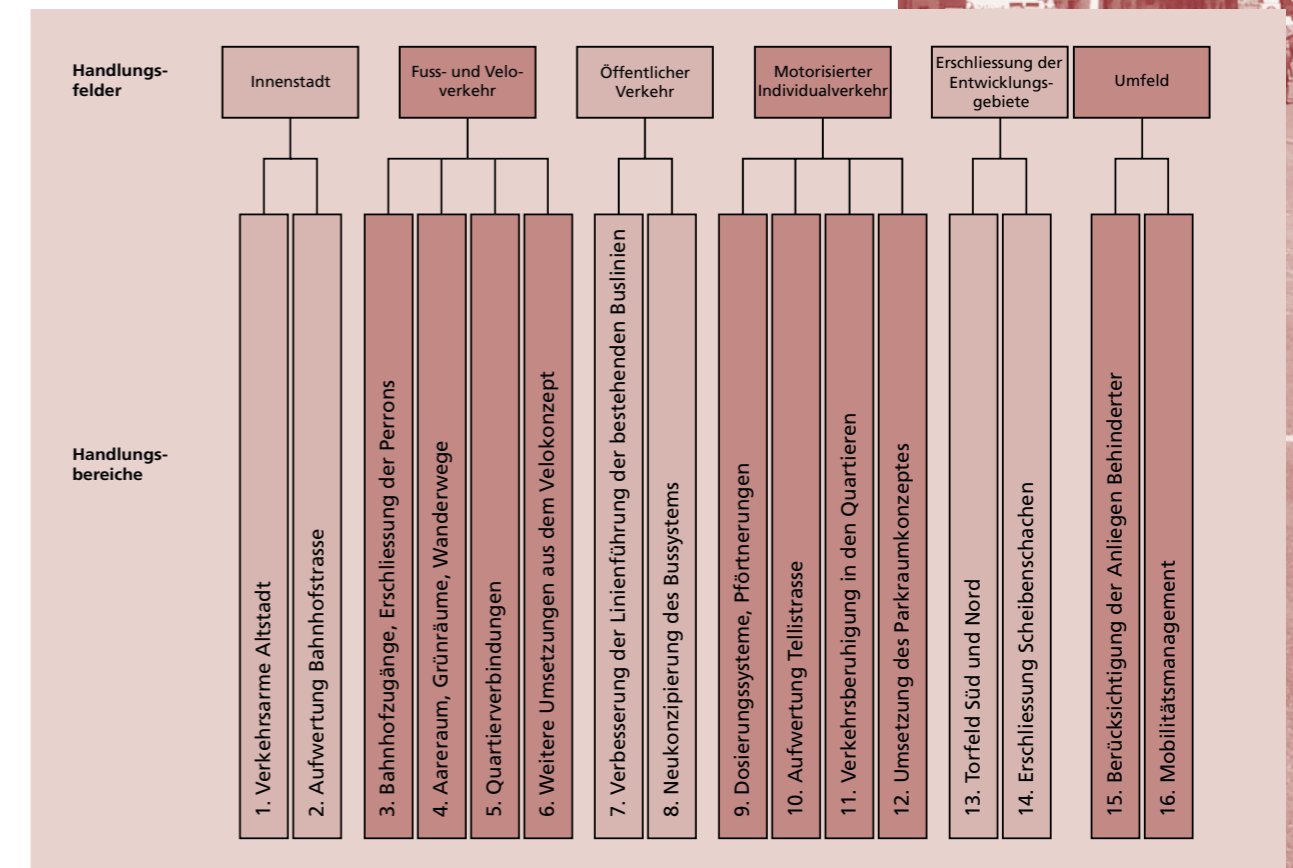 Handlungs-
felder
Innenstadt
Fuss- und Velo-
verkehr
Öffentlicher
Verkehr
Motorisierter
Individualverkehr
Erschliessung der
Entwicklungs-
gebiete
Umfeld
Handlungs-
bereiche
1. Verkehrsarme Altstadt
2. Aufwertung Bahnhofstrasse
3. Bahnhofzugänge, Erschliessung der Perrons
4. Aareraum, Grünräume, Wanderwege
5. Quartierverbindungen
6. Weitere Umsetzungen aus dem Velokonzept
7. Verbesserung der Linienführung der bestehenden Buslinien
8. Neukonzipierung des Bussystems
9. Dosierungssysteme, Pförtnerungen
10. Aufwertung Tellistrasse
11. Verkehrsberuhigung in den Quartieren
12. Umsetzung des Parkraumkonzeptes
13. Torfeld Süd und Nord
14. Erschliessung Scheibenschachen
15. Berücksichtigung der Anliegen Behinderter
16. Mobilitätsmanagement